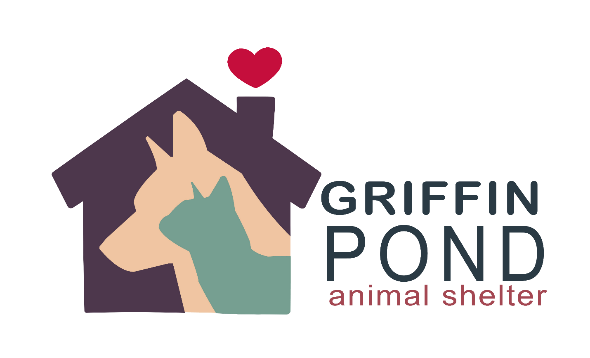 GRIFFIN
POND
animal shelter